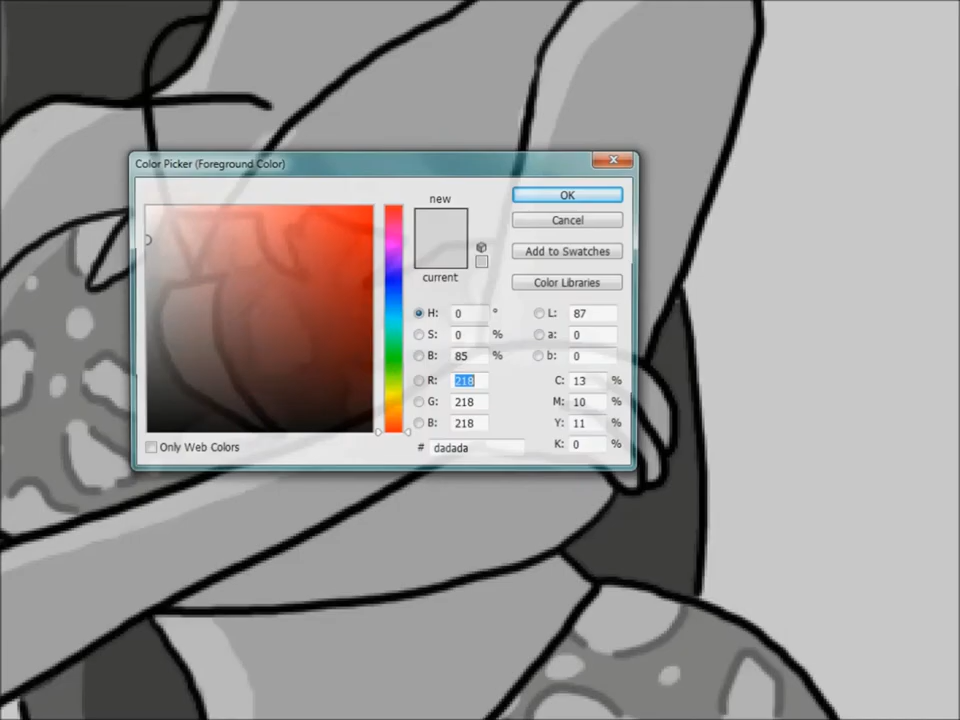 Color Picker (Foreground Color)
new
current
OK
Cancel
Add to Swatches
Color Libraries
H: 0 °
S: 0 %
B: 85 %
R: 218
G: 218
B: 218
# dadada
L: 87
a: 0
b: 0
C: 13 %
M: 10 %
Y: 11 %
K: 0 %
Only Web Colors